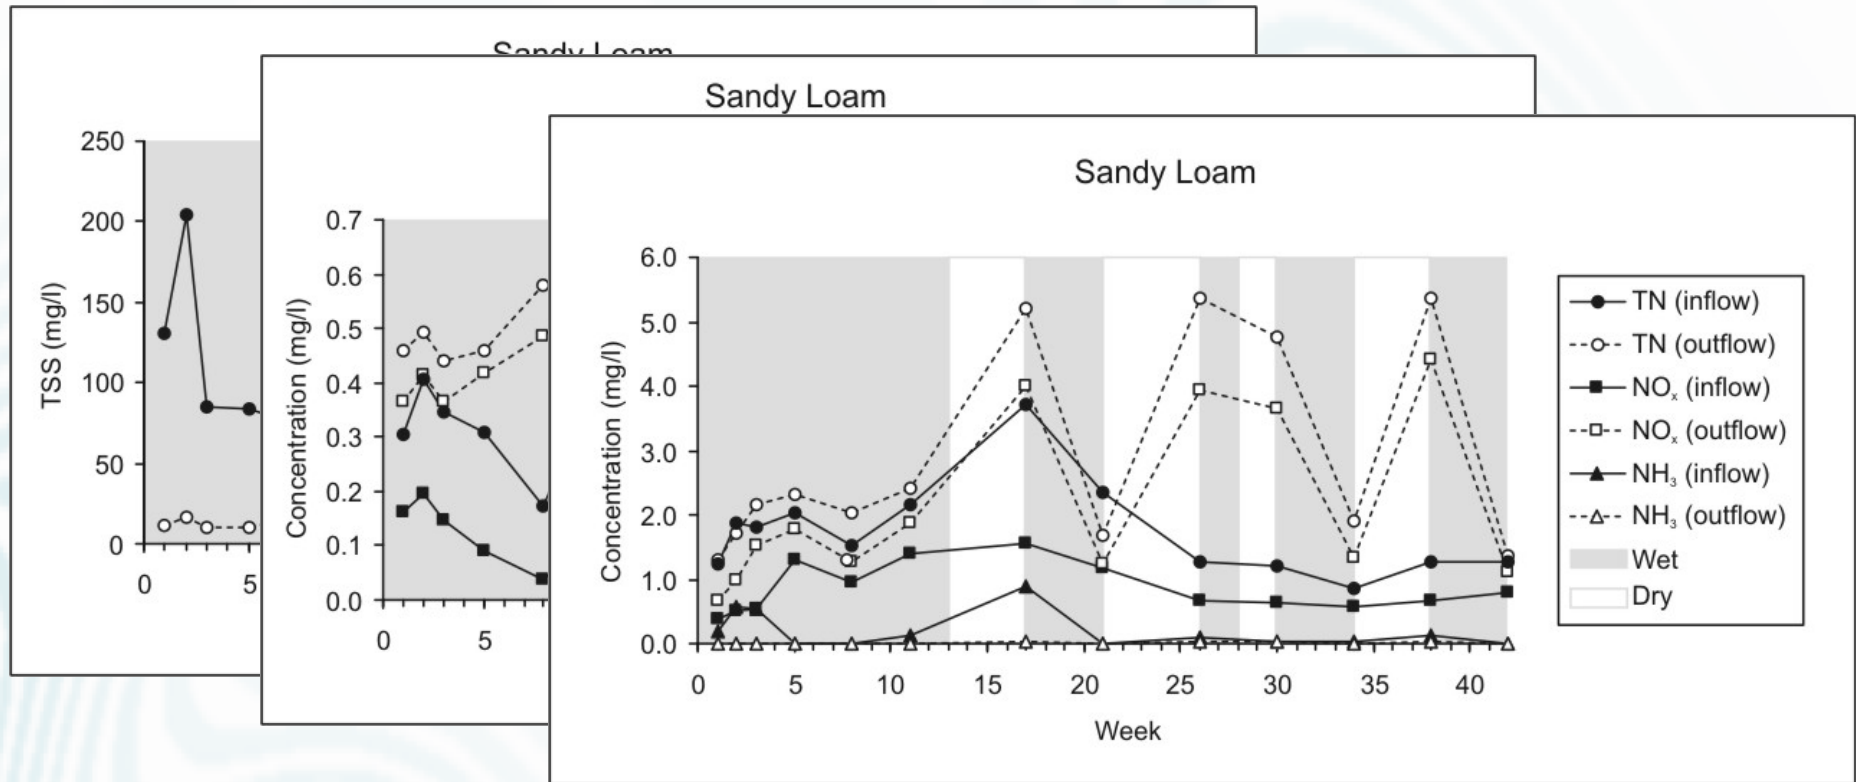 Sandy Loam
250
200
150
100
50
0
TSS (mg/l)
0 5
Sandy Loam
0.7
0.6
0.5
0.4
0.3
0.2
0.1
0.0
Concentration (mg/l)
0 5
Sandy Loam
6.0
5.0
4.0
3.0
2.0
1.0
0.0
Concentration (mg/l)
0 5 10 15 20 25 30 35 40
Week
TN (inflow)
TN (outflow)
NOₓ (inflow)
NOₓ (outflow)
NH₃ (inflow)
NH₃ (outflow)
Wet
Dry